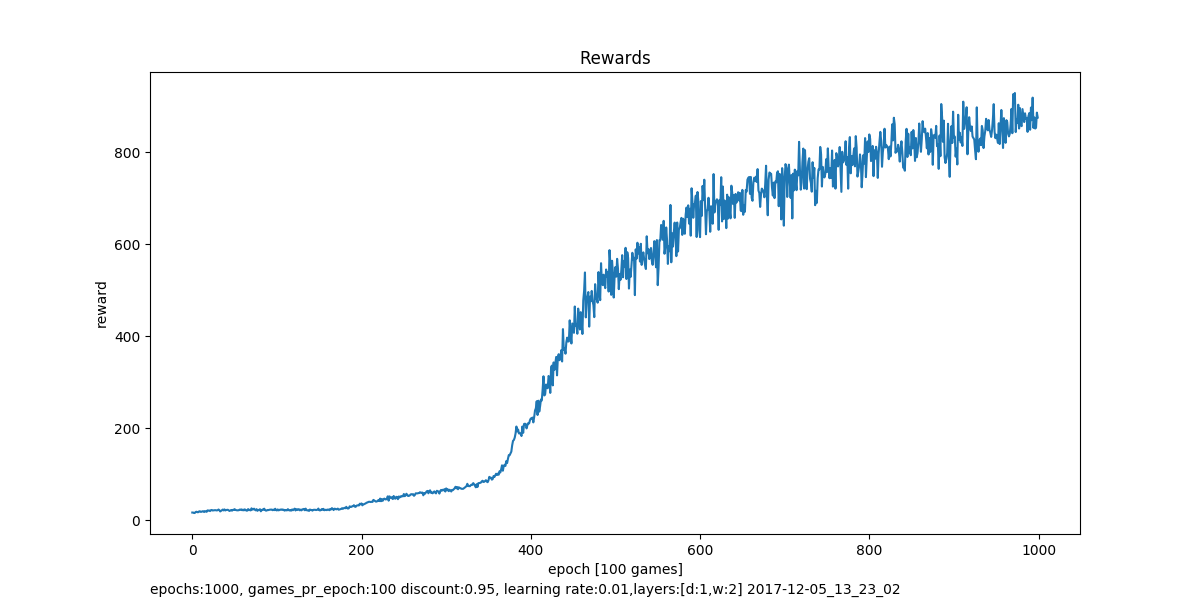 Rewards
800
600
400
200
0
reward
0 200 400 600 800 1000
epoch [100 games]
epochs:1000, games_pr_epoch:100 discount:0.95, learning rate:0.01,layers:[d:1,w:2] 2017-12-05_13_23_02